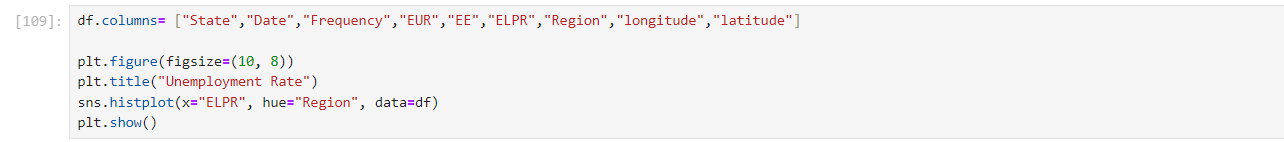 [109]: df.columns= ["State","Date","Frequency","EUR","EE","ELPR","Region","longitude","latitude"]
plt.figure(figsize=(10, 8))
plt.title("Unemployment Rate")
sns.histplot(x="ELPR", hue="Region", data=df)
plt.show()